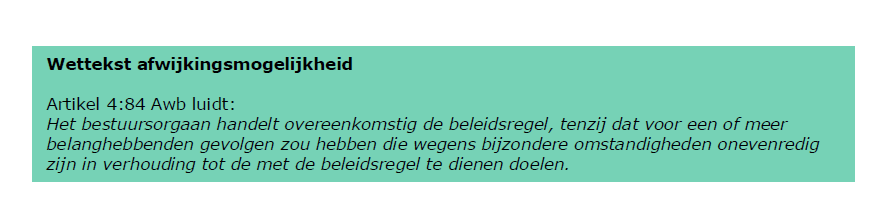 Wettekst afwijkingsmogelijkheid
Artikel 4:84 Awb luidt:
Het bestuursorgaan handelt overeenkomstig de beleidsregel, tenzij dat voor een of meer
belanghebbenden gevolgen zou hebben die wegens bijzondere omstandigheden onevenredig
zijn in verhouding tot de met de beleidsregel te dienen doelen.